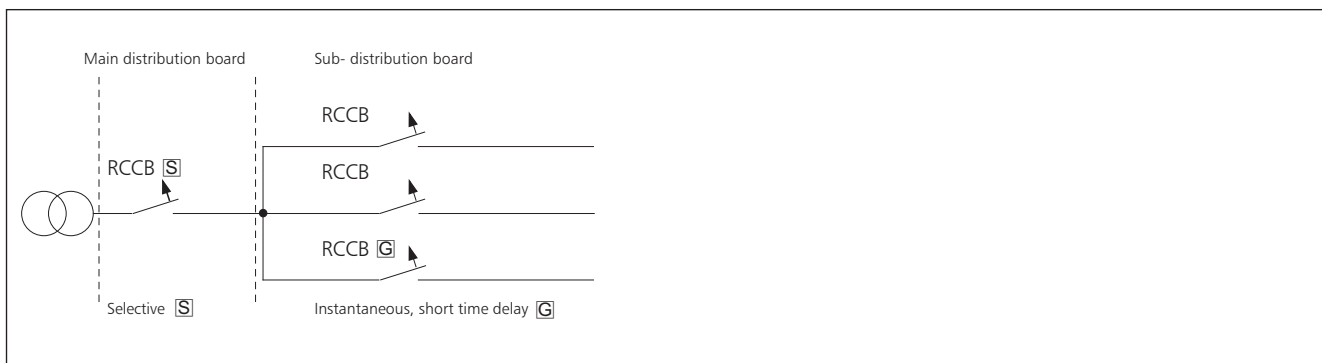 Main distribution board
Sub- distribution board
RCCB
RCCB S
RCCB
RCCB G
Selective S
Instantaneous, short time delay G